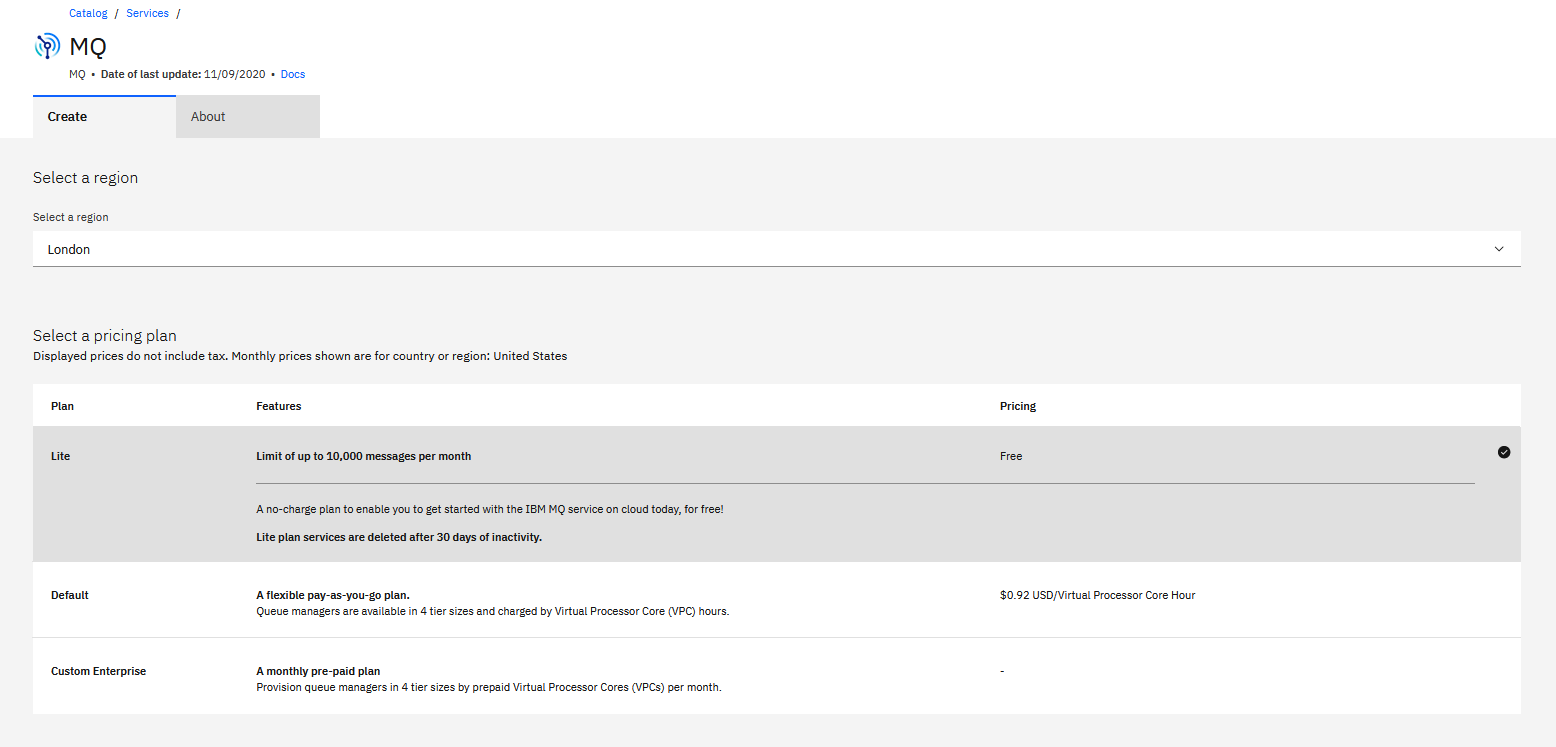 Catalog / Services /
MQ
MQ • Date of last update: 11/09/2020 • Docs
Create About
Select a region
Select a region
London
Select a pricing plan
Displayed prices do not include tax. Monthly prices shown are for country or region: United States
Plan Features Pricing
Lite Limit of up to 10,000 messages per month Free
A no-charge plan to enable you to get started with the IBM MQ service on cloud today, for free!
Lite plan services are deleted after 30 days of inactivity.
Default A flexible pay-as-you-go plan. $0.92 USD/Virtual Processor Core Hour
Queue managers are available in 4 tier sizes and charged by Virtual Processor Core (VPC) hours.
Custom Enterprise A monthly pre-paid plan -
Provision queue managers in 4 tier sizes by prepaid Virtual Processor Cores (VPCs) per month.